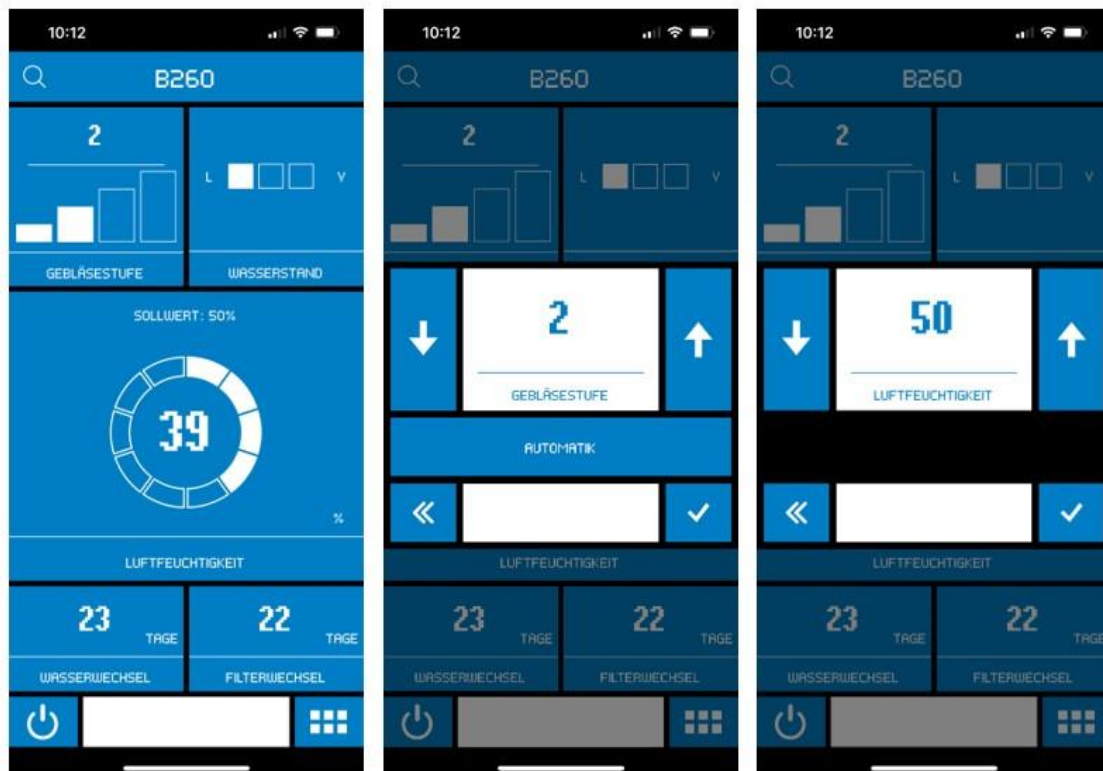 10:12
B260
2
L V
GEBLÄSESTUFE WASSERSTAND
SOLLWERT: 50%
39
%
LUFTFEUCHTIGKEIT
23 TAGE 22 TAGE
WASSERWECHSEL FILTERWECHSEL
10:12
B260
2
L V
2
GEBLÄSESTUFE
AUTOMATIK
LUFTFEUCHTIGKEIT
23 TAGE 22 TAGE
WASSERWECHSEL FILTERWECHSEL
10:12
B260
2
L V
50
LUFTFEUCHTIGKEIT
LUFTFEUCHTIGKEIT
23 TAGE 22 TAGE
WASSERWECHSEL FILTERWECHSEL